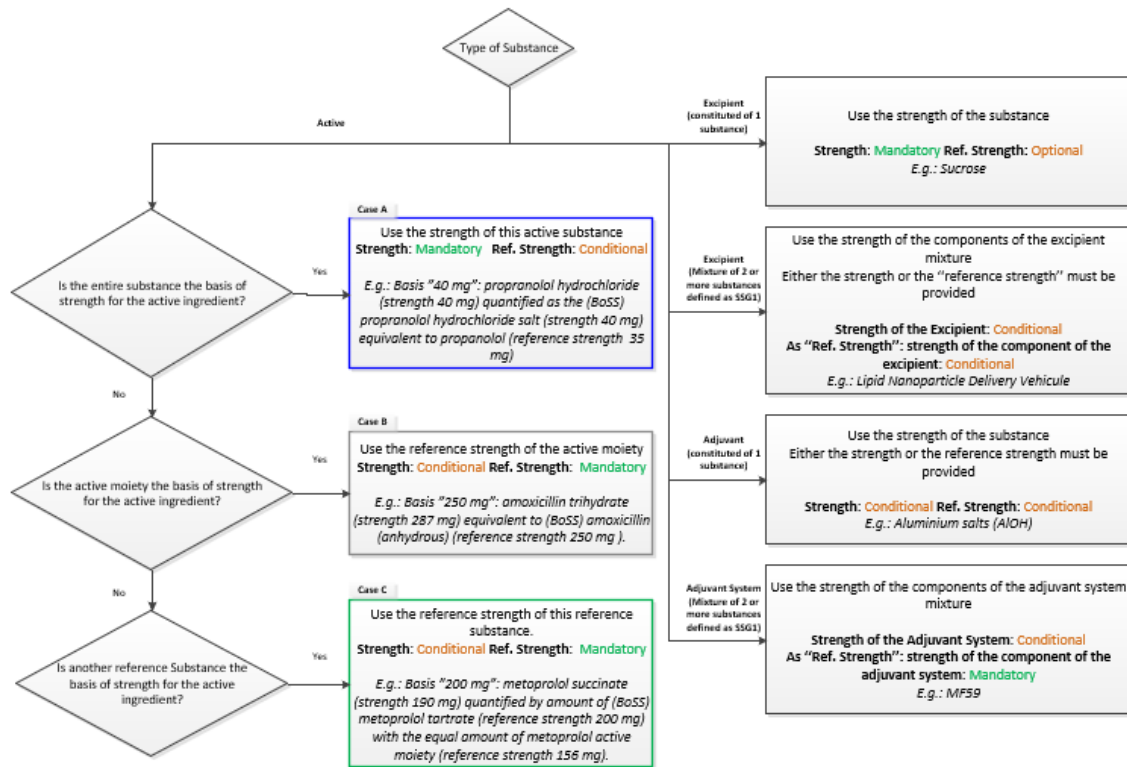 Type of Substance
Active
Excipient
(constituted of 1
substance)
Use the strength of the substance
Strength: Mandatory Ref. Strength: Optional
E.g.: Sucrose
Is the entire substance the basis of
strength for the active ingredient?
Yes
Case A
Use the strength of this active substance
Strength: Mandatory Ref. Strength: Conditional
E.g.: Basis "40 mg": propranolol hydrochloride
(strength 40 mg) quantified as the (BoSS)
propranolol hydrochloride salt (strength 40 mg)
equivalent to propanolol (reference strength 35
mg)
Excipient
(Mixture of 2 or
more substances
defined as SSG1)
Use the strength of the components of the excipient
mixture
Either the strength or the "reference strength" must be
provided
Strength of the Excipient: Conditional
As "Ref. Strength": strength of the component of the
excipient: Conditional
E.g.: Lipid Nanoparticle Delivery Vehicule
No
Is the active moiety the basis of strength
for the active ingredient?
Yes
Case B
Use the reference strength of the active moiety
Strength: Conditional Ref. Strength: Mandatory
E.g.: Basis "250 mg": amoxicillin trihydrate
(strength 287 mg) equivalent to (BoSS) amoxicillin
(anhydrous) (reference strength 250 mg ).
Adjuvant
(constituted of 1
substance)
Use the strength of the substance
Either the strength or the reference strength must be
provided
Strength: Conditional Ref. Strength: Conditional
E.g.: Aluminium salts (AlOH)
No
Is another reference Substance the
basis of strength for the active
ingredient?
Yes
Case C
Use the reference strength of this reference
substance.
Strength: Conditional Ref. Strength: Mandatory
E.g.: Basis "200 mg": metoprolol succinate
(strength 190 mg) quantified by amount of (BoSS)
metoprolol tartrate (reference strength 200 mg)
with the equal amount of metoprolol active
moiety (reference strength 156 mg).
Adjuvant System
(Mixture of 2 or
more substances
defined as SSG1)
Use the strength of the components of the adjuvant system
mixture
Strength of the Adjuvant System: Conditional
As "Ref. Strength": strength of the component of the
adjuvant system: Mandatory
E.g.: MF59